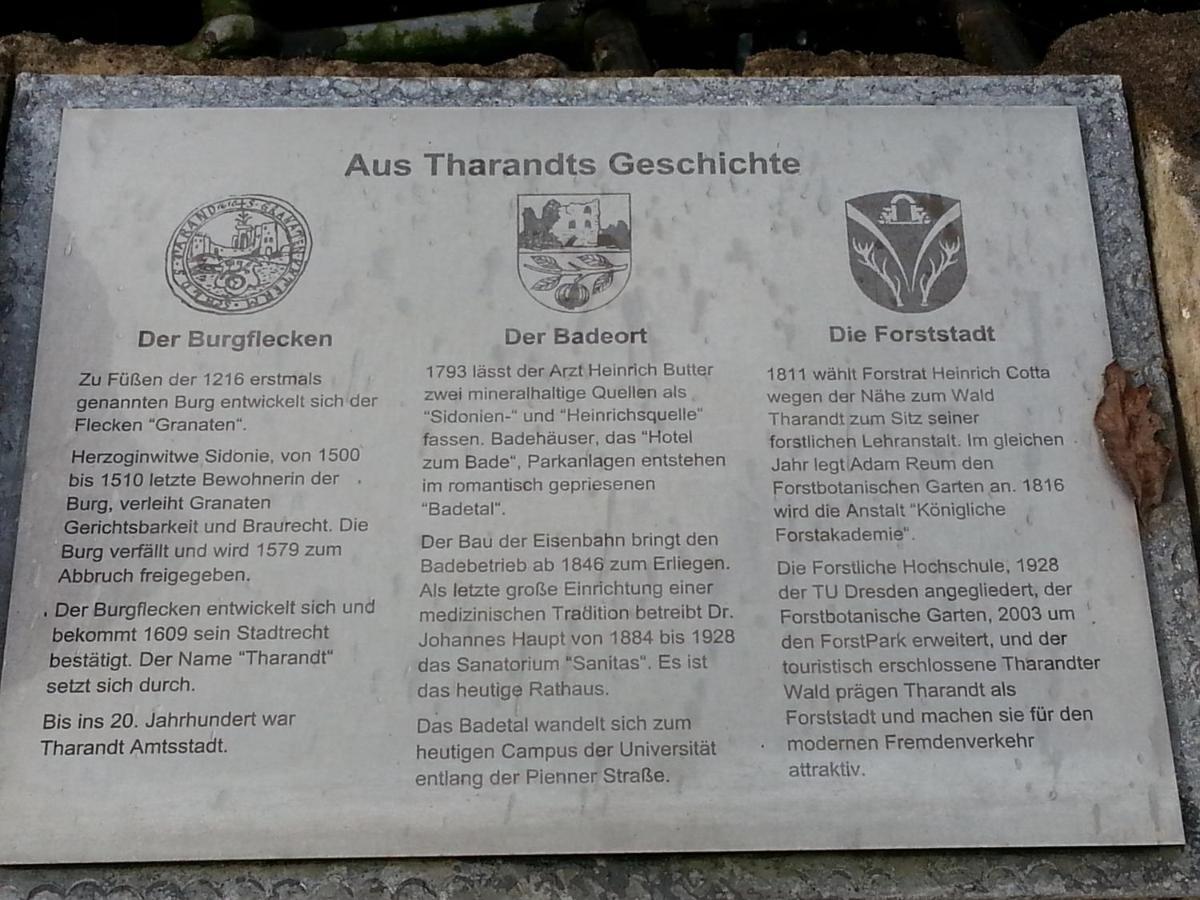 Aus Tharandts Geschichte
Der Burgflecken
Zu Füßen der 1216 erstmals
genannten Burg entwickelt sich der
Flecken “Granaten“.
Herzoginwitwe Sidonie, von 1500
bis 1510 letzte Bewohnerin der
Burg, verleiht Granaten
Gerichtsbarkeit und Braurecht. Die
Burg verfällt und wird 1579 zum
Abbruch freigegeben.
Der Burgflecken entwickelt sich und
bekommt 1609 sein Stadtrecht
bestätigt. Der Name “Tharandt“
setzt sich durch.
Bis ins 20. Jahrhundert war
Tharandt Amtsstadt.
Der Badeort
1793 lässt der Arzt Heinrich Butter
zwei mineralhaltige Quellen als
“Sidonien-“ und “Heinrichsquelle“
fassen. Badehäuser, das “Hotel
zum Bade“, Parkanlagen entstehen
im romantisch gepriesenen
“Badetal“.
Der Bau der Eisenbahn bringt den
Badebetrieb ab 1846 zum Erliegen.
Als letzte große Einrichtung einer
medizinischen Tradition betreibt Dr.
Johannes Haupt von 1884 bis 1928
das Sanatorium “Sanitas“. Es ist
das heutige Rathaus.
Das Badetal wandelt sich zum
heutigen Campus der Universität
entlang der Pienner Straße.
Die Forststadt
1811 wählt Forstrat Heinrich Cotta
wegen der Nähe zum Wald
Tharandt zum Sitz seiner
forstlichen Lehranstalt. Im gleichen
Jahr legt Adam Reum den
Forstbotanischen Garten an. 1816
wird die Anstalt “Königliche
Forstakademie“.
Die Forstliche Hochschule, 1928
der TU Dresden angegliedert, der
Forstbotanische Garten, 2003 um
den ForstPark erweitert, und der
touristisch erschlossene Tharandter
Wald prägen Tharandt als
Forststadt und machen sie für den
modernen Fremdenverkehr
attraktiv.